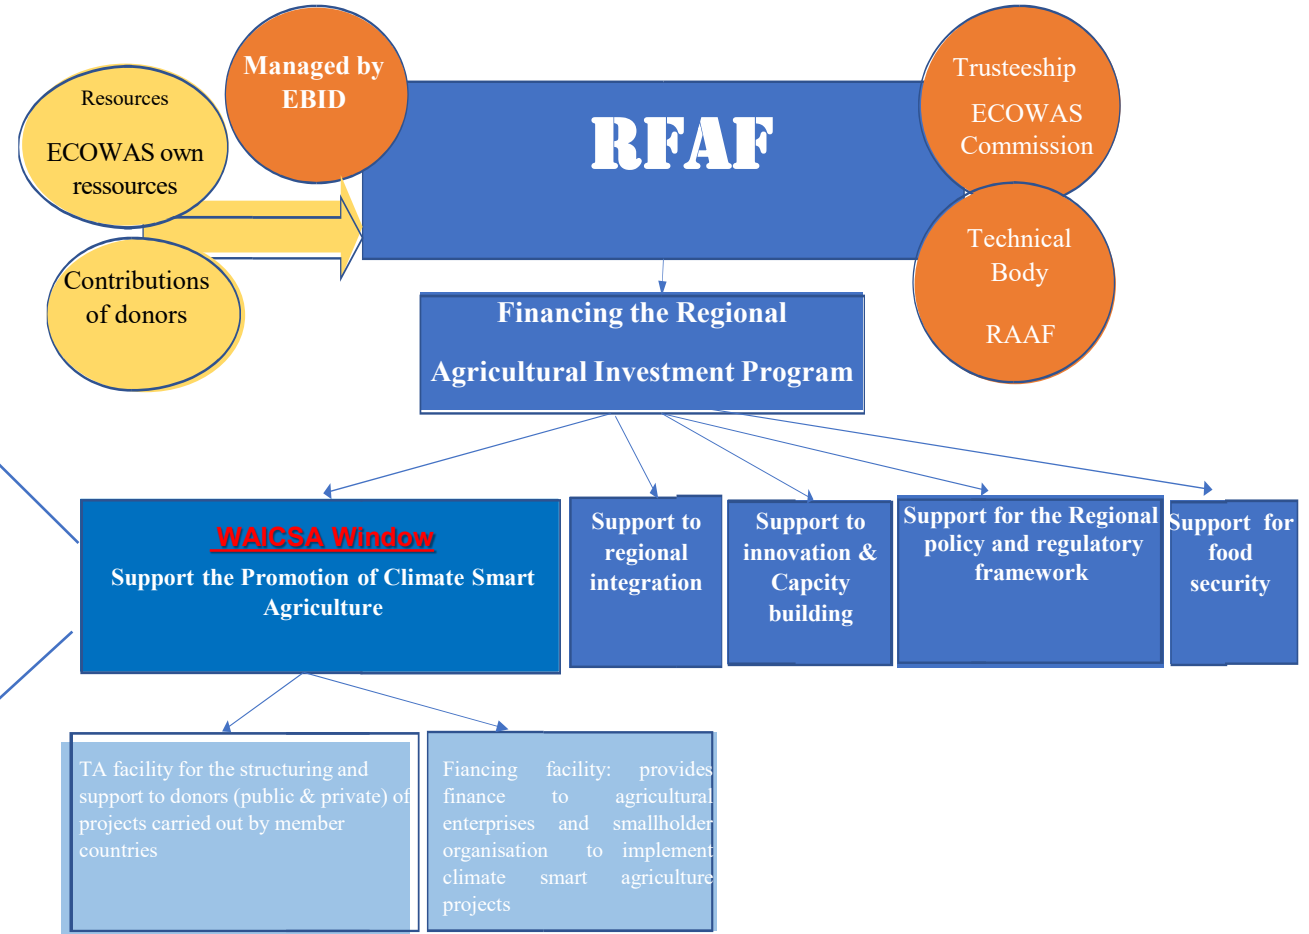 Managed by
EBID
Resources
ECOWAS own
ressources
Contributions
of donors
RFAF
Trusteeship
ECOWAS
Commission
Technical
Body
RAAF
Financing the Regional
Agricultural Investment Program
WAICSA Window
Support the Promotion of Climate Smart
Agriculture
Support to
regional
integration
Support to
innovation &
Capcity
building
Support for the Regional
policy and regulatory
framework
Support for
food
security
TA facility for the structuring and
support to donors (public & private) of
projects carried out by member
countries
Fiancing facility: provides
finance to agricultural
enterprises and smallholder
organisation to implement
climate smart agriculture
projects